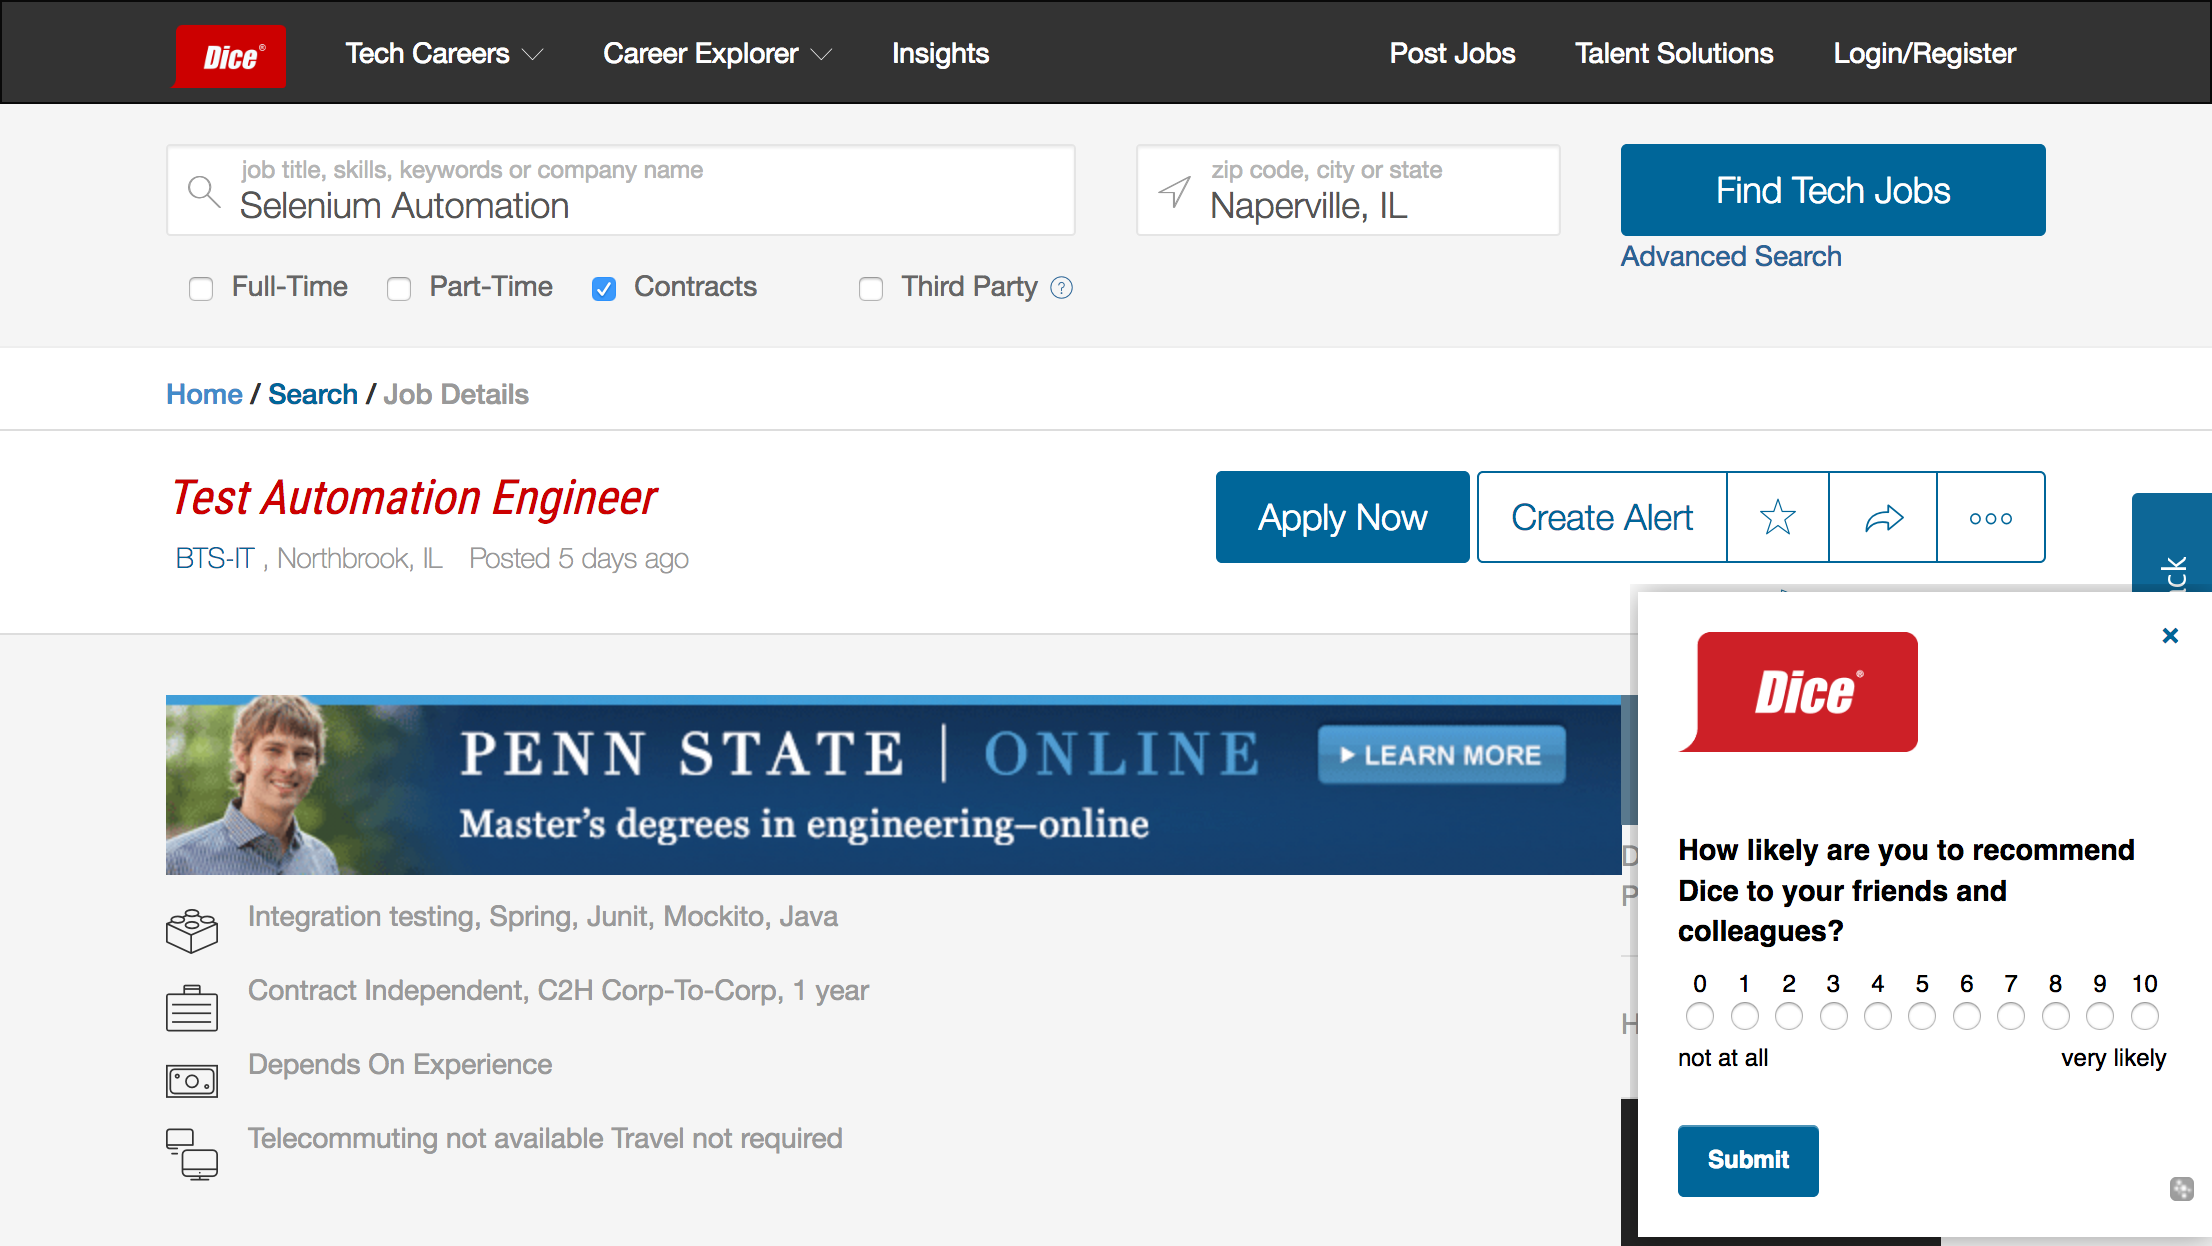 Dice®
Tech Careers
Career Explorer
Insights
Post Jobs
Talent Solutions
Login/Register
job title, skills, keywords or company name
Selenium Automation
zip code, city or state
Naperville, IL
Find Tech Jobs
Advanced Search
Full-Time
Part-Time
Contracts
Third Party ?
Home / Search / Job Details
Test Automation Engineer
BTS-IT , Northbrook, IL Posted 5 days ago
Apply Now
Create Alert
PENN STATE | ONLINE
Master's degrees in engineering–online
LEARN MORE
Integration testing, Spring, Junit, Mockito, Java
Contract Independent, C2H Corp-To-Corp, 1 year
Depends On Experience
Telecommuting not available Travel not required
Dice®
×
How likely are you to recommend
Dice to your friends and
colleagues?
0 1 2 3 4 5 6 7 8 9 10
not at all very likely
Submit